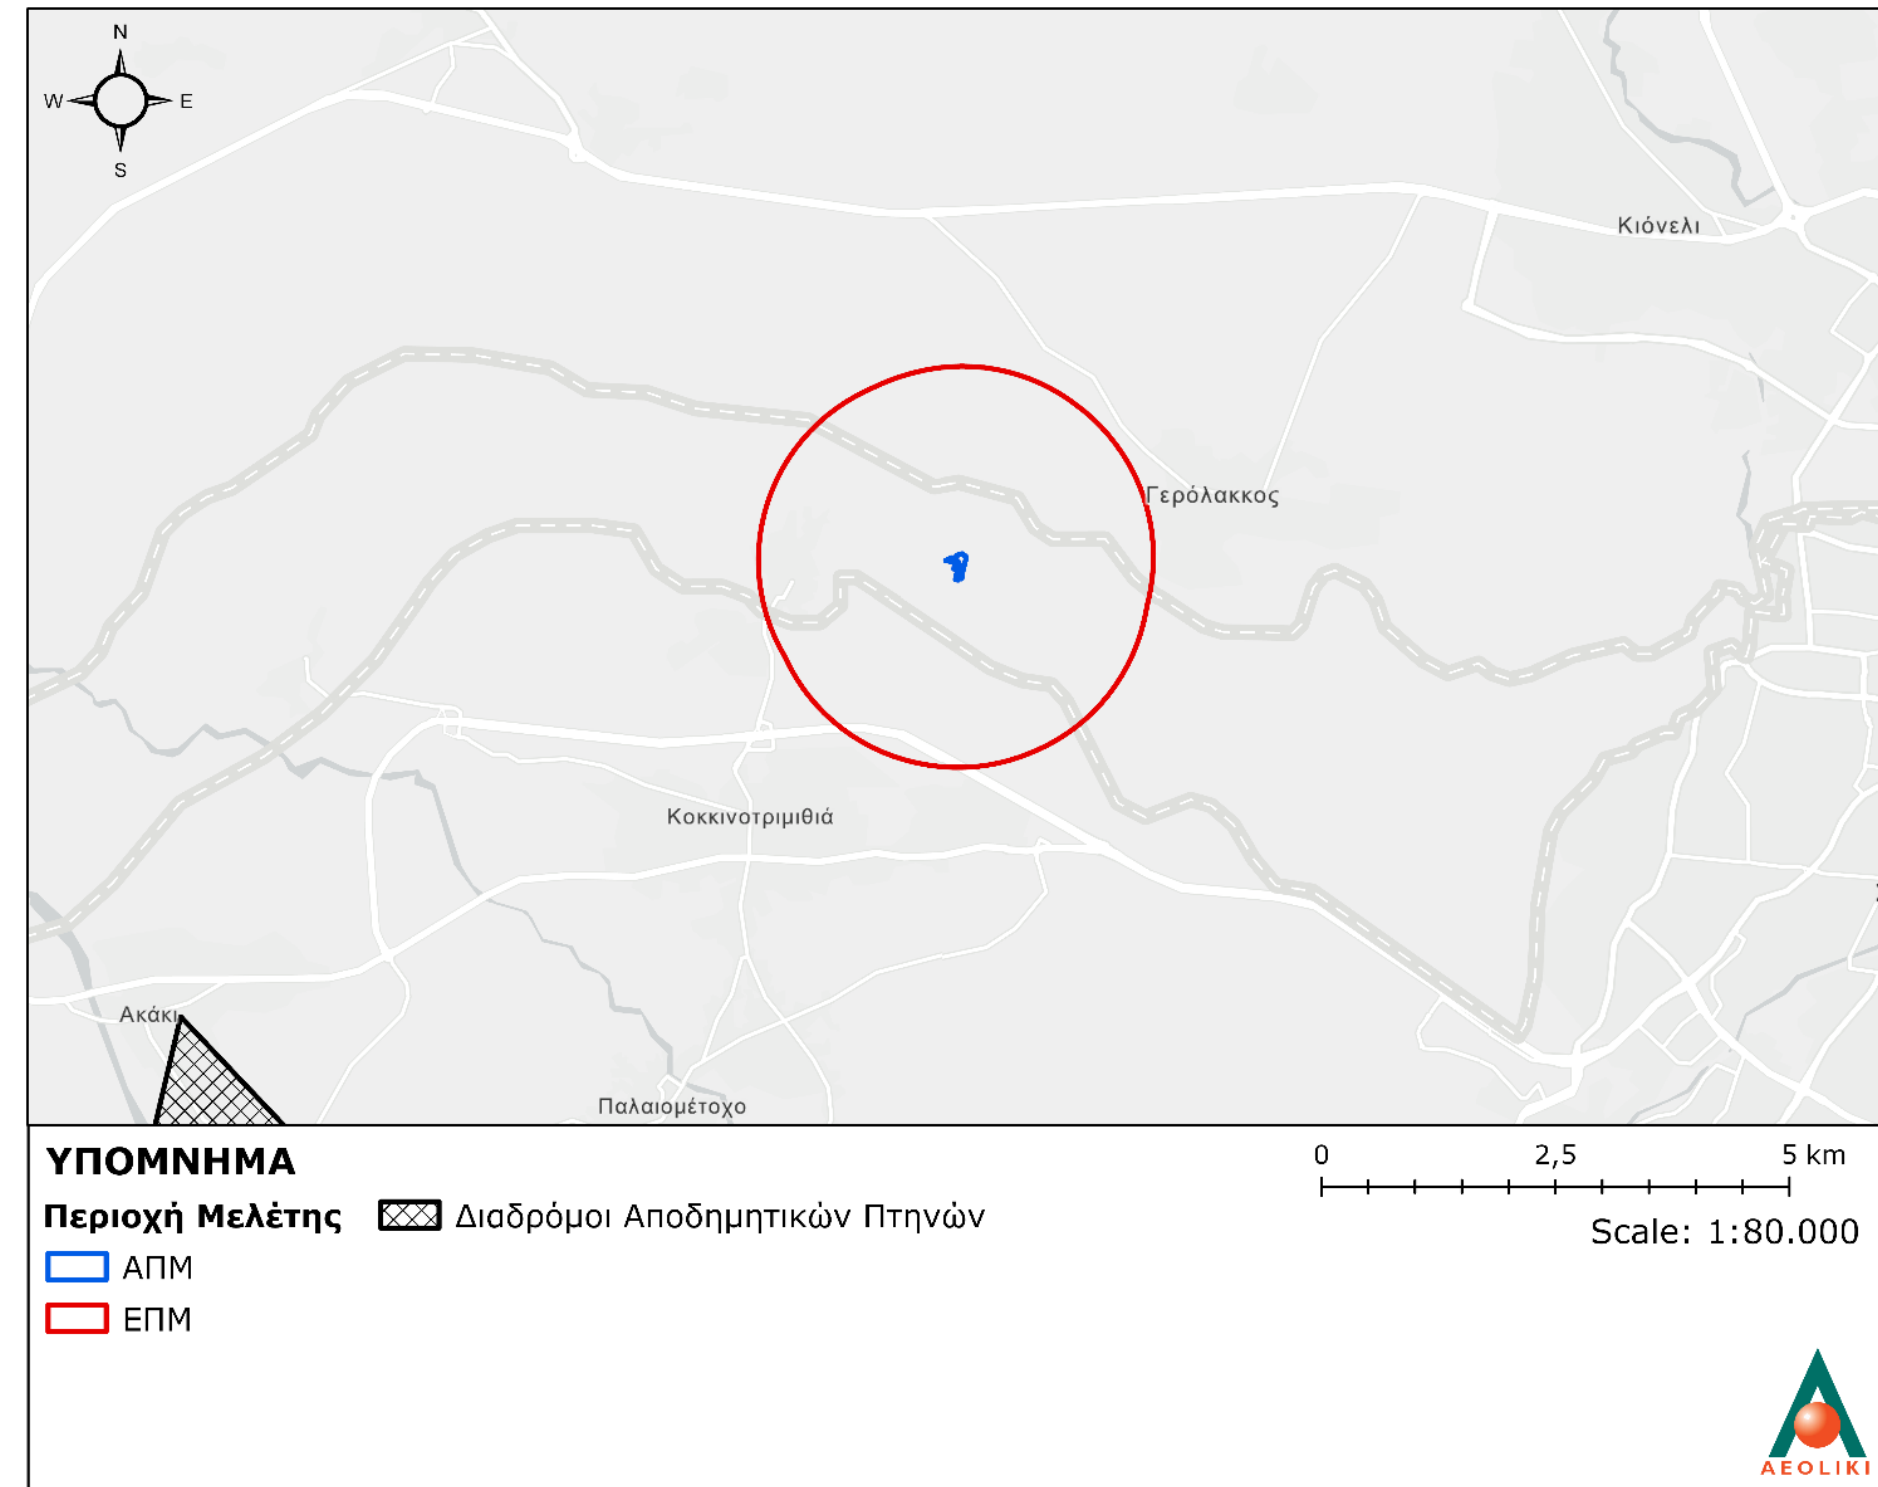 N
W E
S
Κιόνελι
Γερόλακκος
Κοκκινοτριμιθιά
Ακάκι
Παλαιομέτοχο
ΥΠΟΜΝΗΜΑ
Περιοχή Μελέτης
ΑΠΜ
ΕΠΜ
Διαδρόμοι Αποδημητικών Πτηνών
0 2,5 5 km
Scale: 1:80.000
AEOLIKI